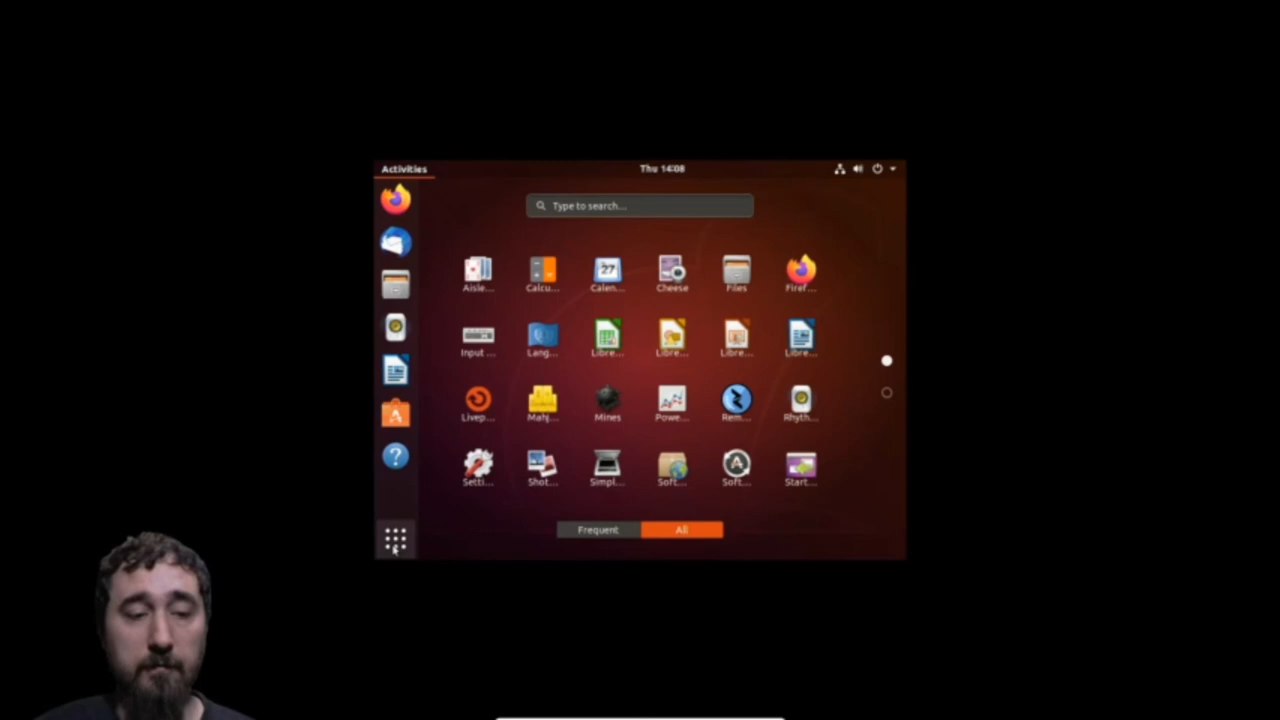 Activities Thu 14:08
Type to search...
Aisle... Calcu... Calen... Cheese Files Firef...
Input ... Lang... Libre... Libre... Libre... Libre...
Livep... Mahj... Mines Powe... Rem... Rhyth...
Setti... Shot... Simpl... Soft... Soft... Start...
Frequent All